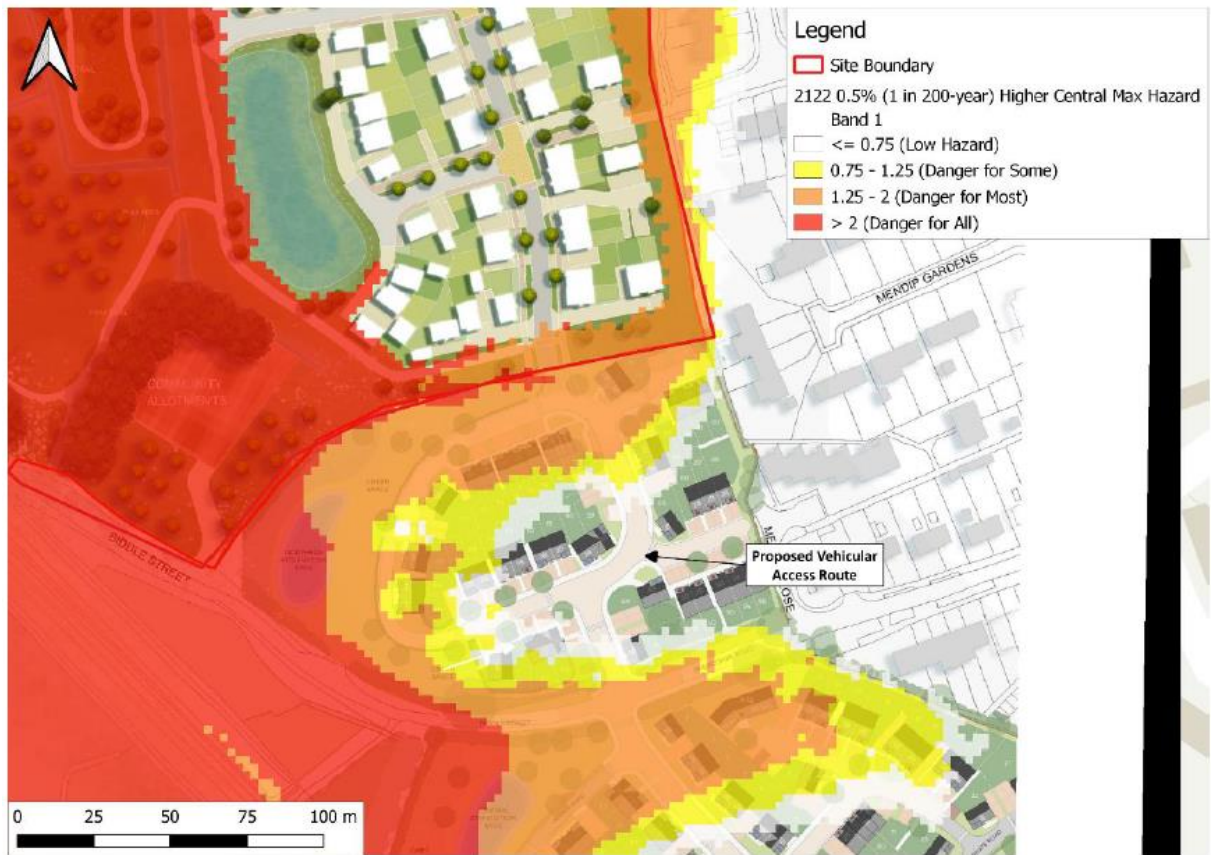 Legend
Site Boundary
2122 0.5% (1 in 200-year) Higher Central Max Hazard
Band 1
<= 0.75 (Low Hazard)
0.75 - 1.25 (Danger for Some)
1.25 - 2 (Danger for Most)
> 2 (Danger for All)
MENDIP GARDENS
COMMUNITY
ALLOTMENTS
GREEN
SPACE
BIDDLE STREET
Proposed Vehicular
Access Route
0 25 50 75 100 m